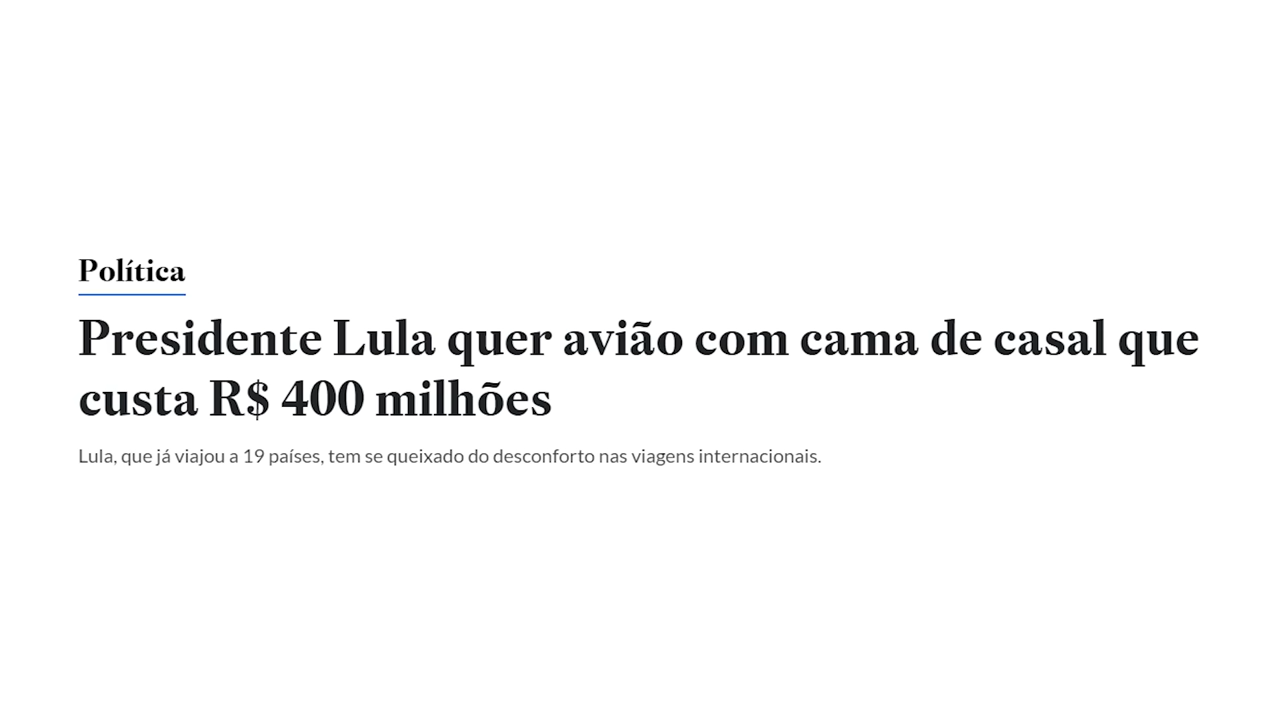 Política
Presidente Lula quer avião com cama de casal que
custa R$ 400 milhões
Lula, que já viajou a 19 países, tem se queixado do desconforto nas viagens internacionais.